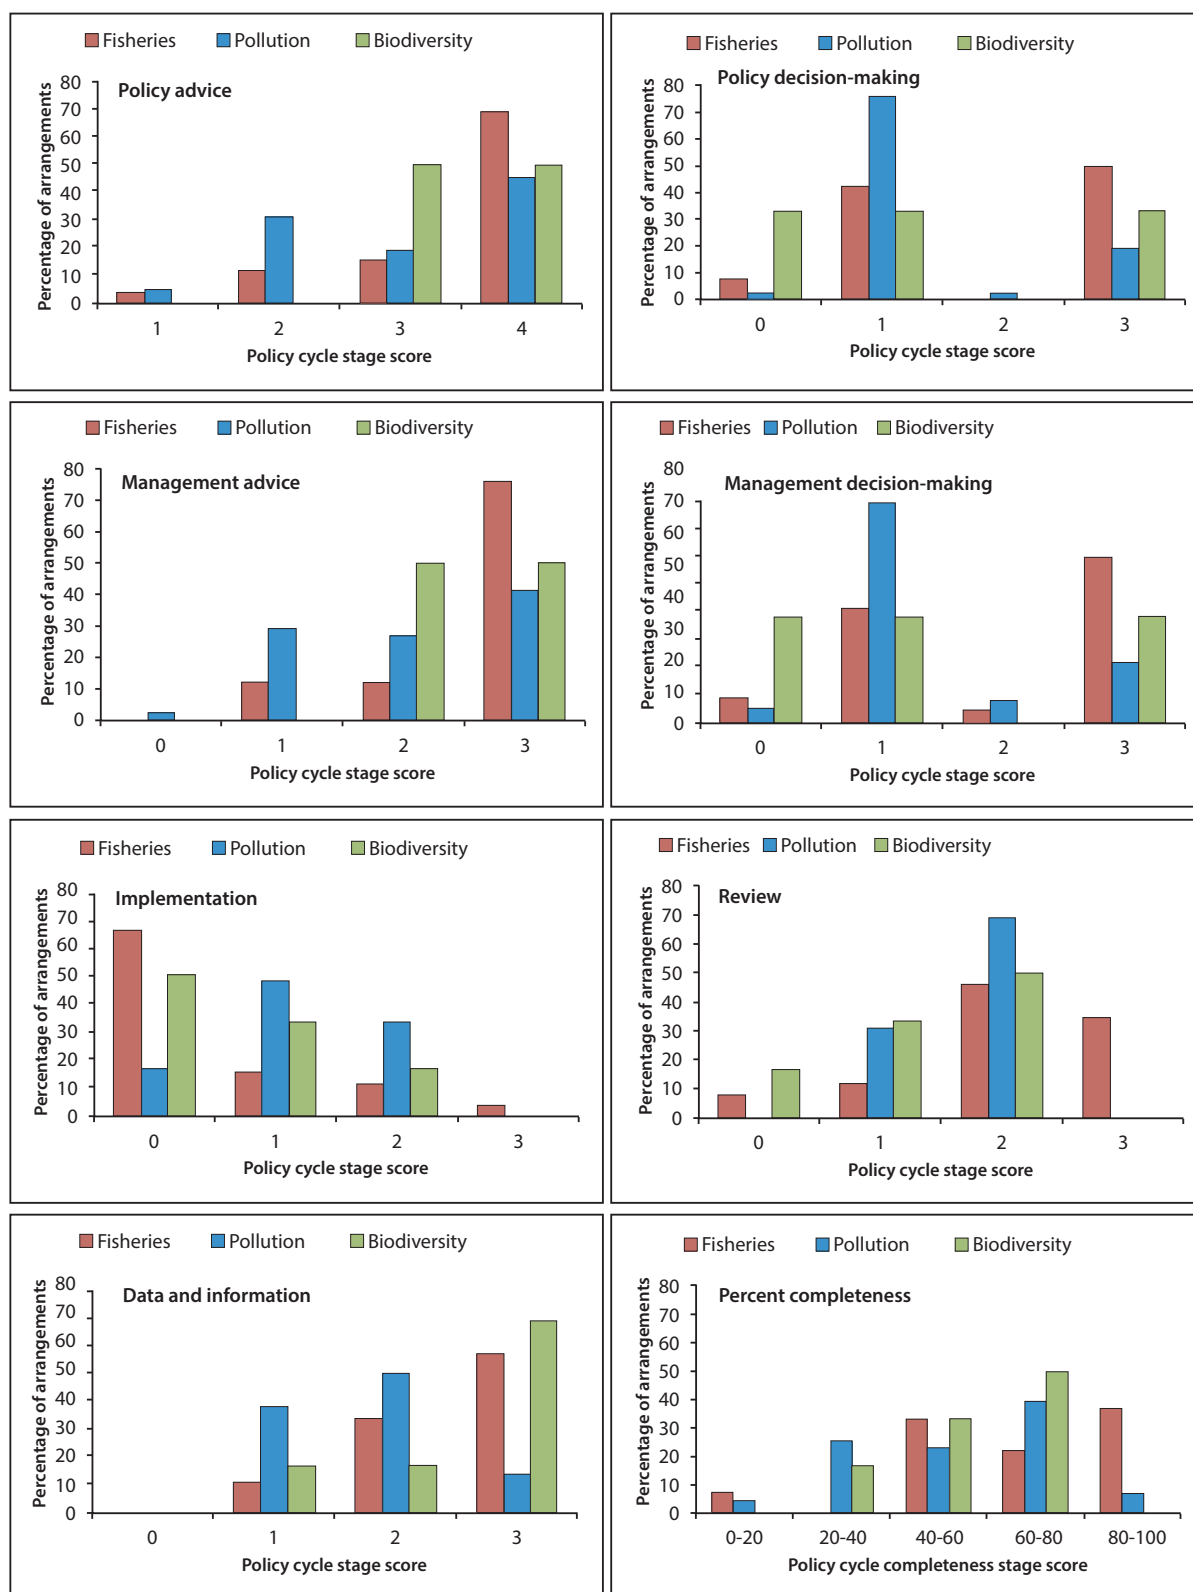 Fisheries Pollution Biodiversity
Policy advice
Percentage of arrangements
80
70
60
50
40
30
20
10
0
1 2 3 4
Policy cycle stage score
Fisheries Pollution Biodiversity
Policy decision-making
Percentage of arrangements
80
70
60
50
40
30
20
10
0
0 1 2 3
Policy cycle stage score
Fisheries Pollution Biodiversity
Management advice
Percentage of arrangements
80
70
60
50
40
30
20
10
0
0 1 2 3
Policy cycle stage score
Fisheries Pollution Biodiversity
Management decision-making
Percentage of arrangements
80
70
60
50
40
30
20
10
0
0 1 2 3
Policy cycle stage score
Fisheries Pollution Biodiversity
Implementation
Percentage of arrangements
80
70
60
50
40
30
20
10
0
0 1 2 3
Policy cycle stage score
Fisheries Pollution Biodiversity
Review
Percentage of arrangements
80
70
60
50
40
30
20
10
0
0 1 2 3
Policy cycle stage score
Fisheries Pollution Biodiversity
Data and information
Percentage of arrangements
80
70
60
50
40
30
20
10
0
0 1 2 3
Policy cycle stage score
Fisheries Pollution Biodiversity
Percent completeness
Percentage of arrangements
80
70
60
50
40
30
20
10
0
0-20 20-40 40-60 60-80 80-100
Policy cycle completeness stage score